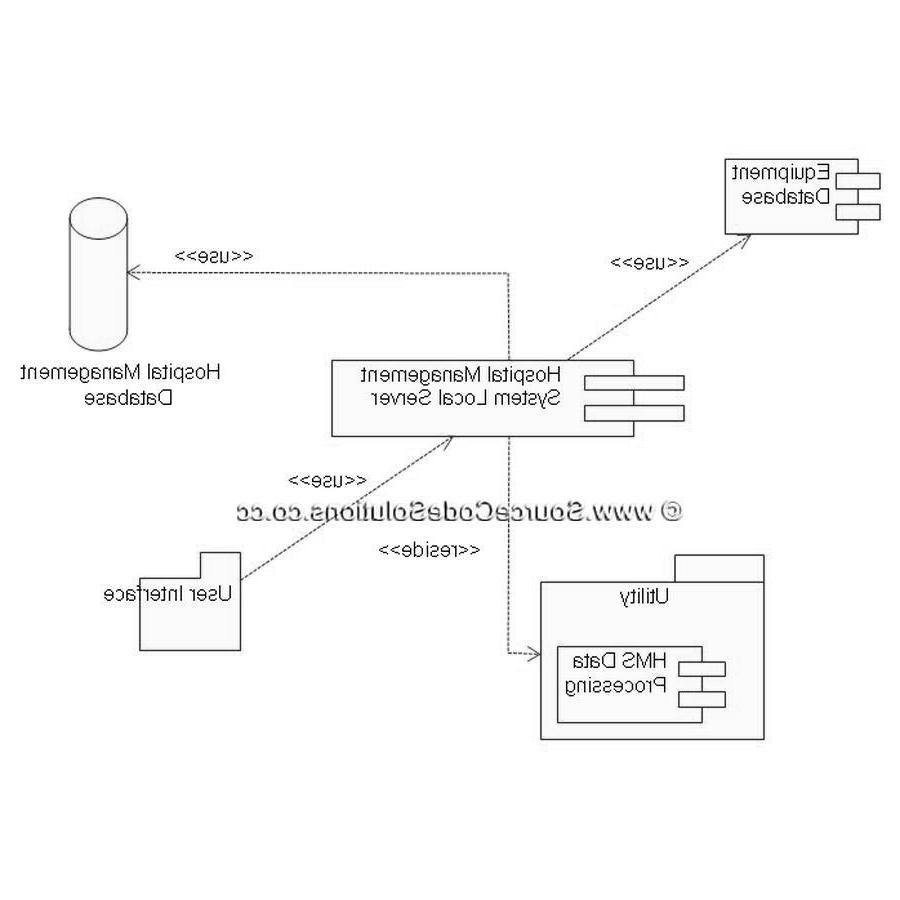 Equipment
Database
<<use>>
<<use>>
Hospital Management
Database
Hospital Management
System Local Server
<<use>>
© www.SourceCodeSolutions.co.cc
<<reside>>
User Interface
Utility
HMS Data
Processing